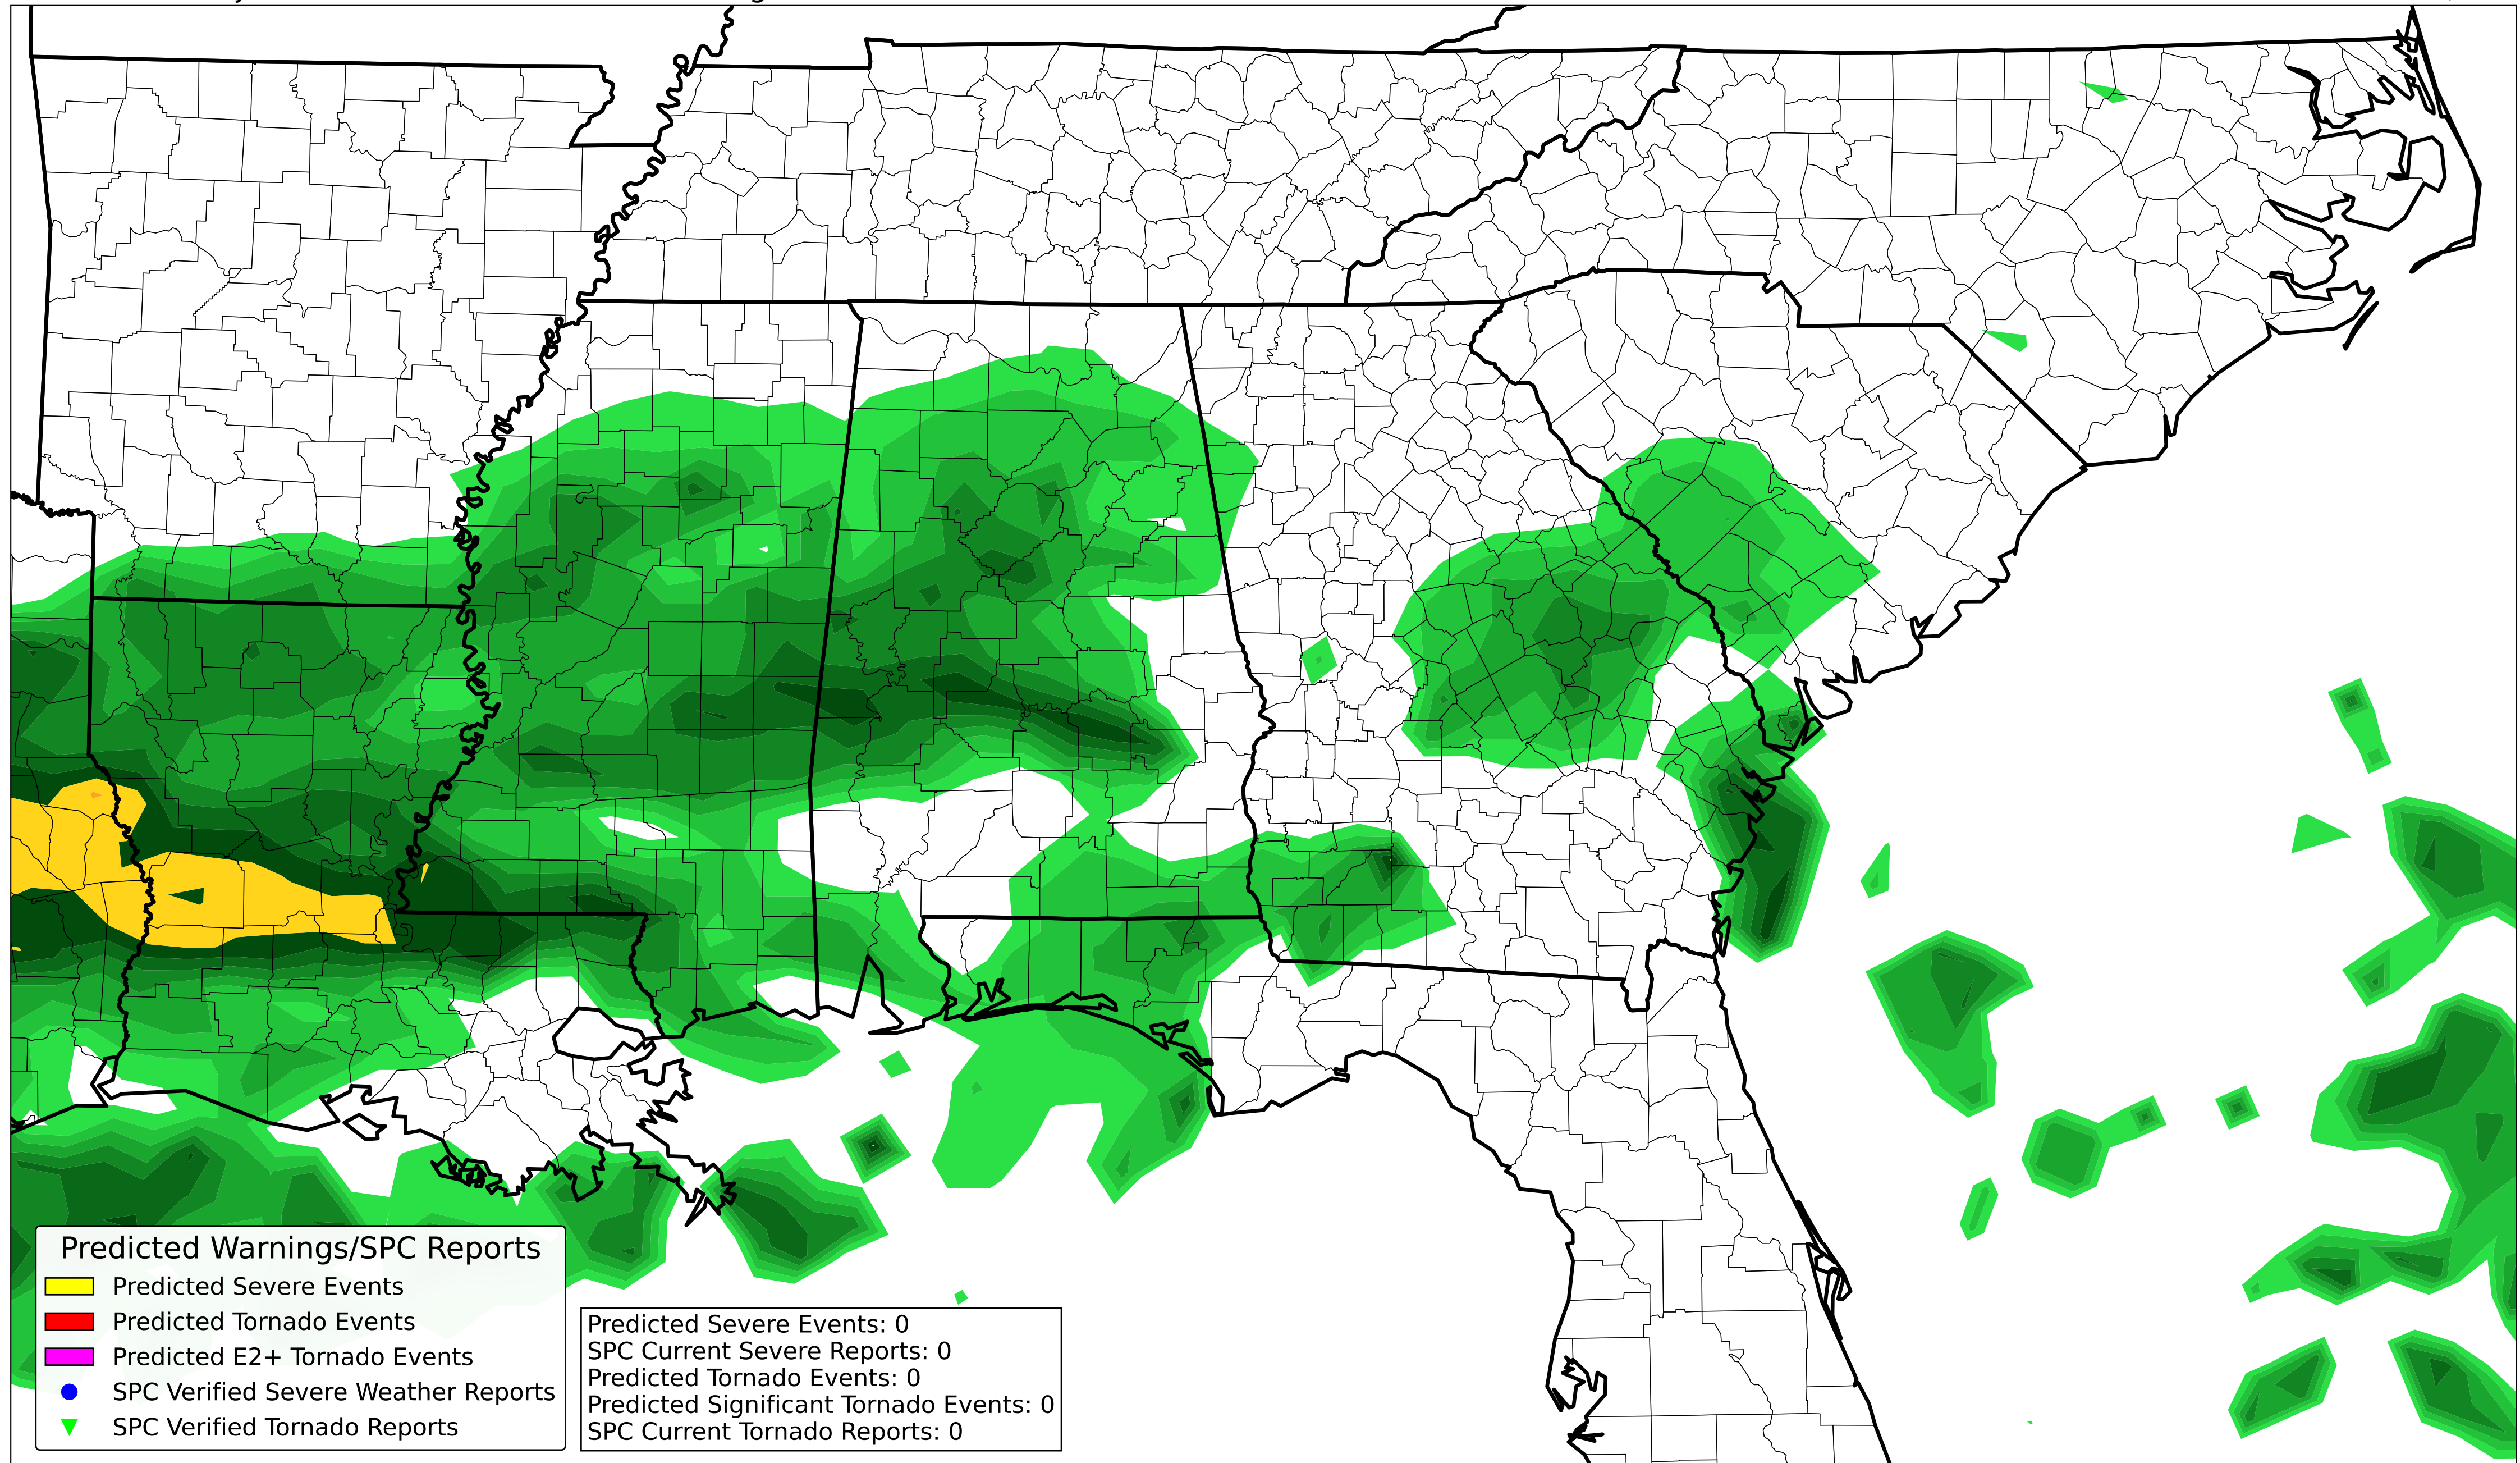 Predicted Warnings/SPC Reports
Predicted Severe Events
Predicted Tornado Events
Predicted E2+ Tornado Events
SPC Verified Severe Weather Reports
SPC Verified Tornado Reports
Predicted Severe Events: 0
SPC Current Severe Reports: 0
Predicted Tornado Events: 0
Predicted Significant Tornado Events: 0
SPC Current Tornado Reports: 0